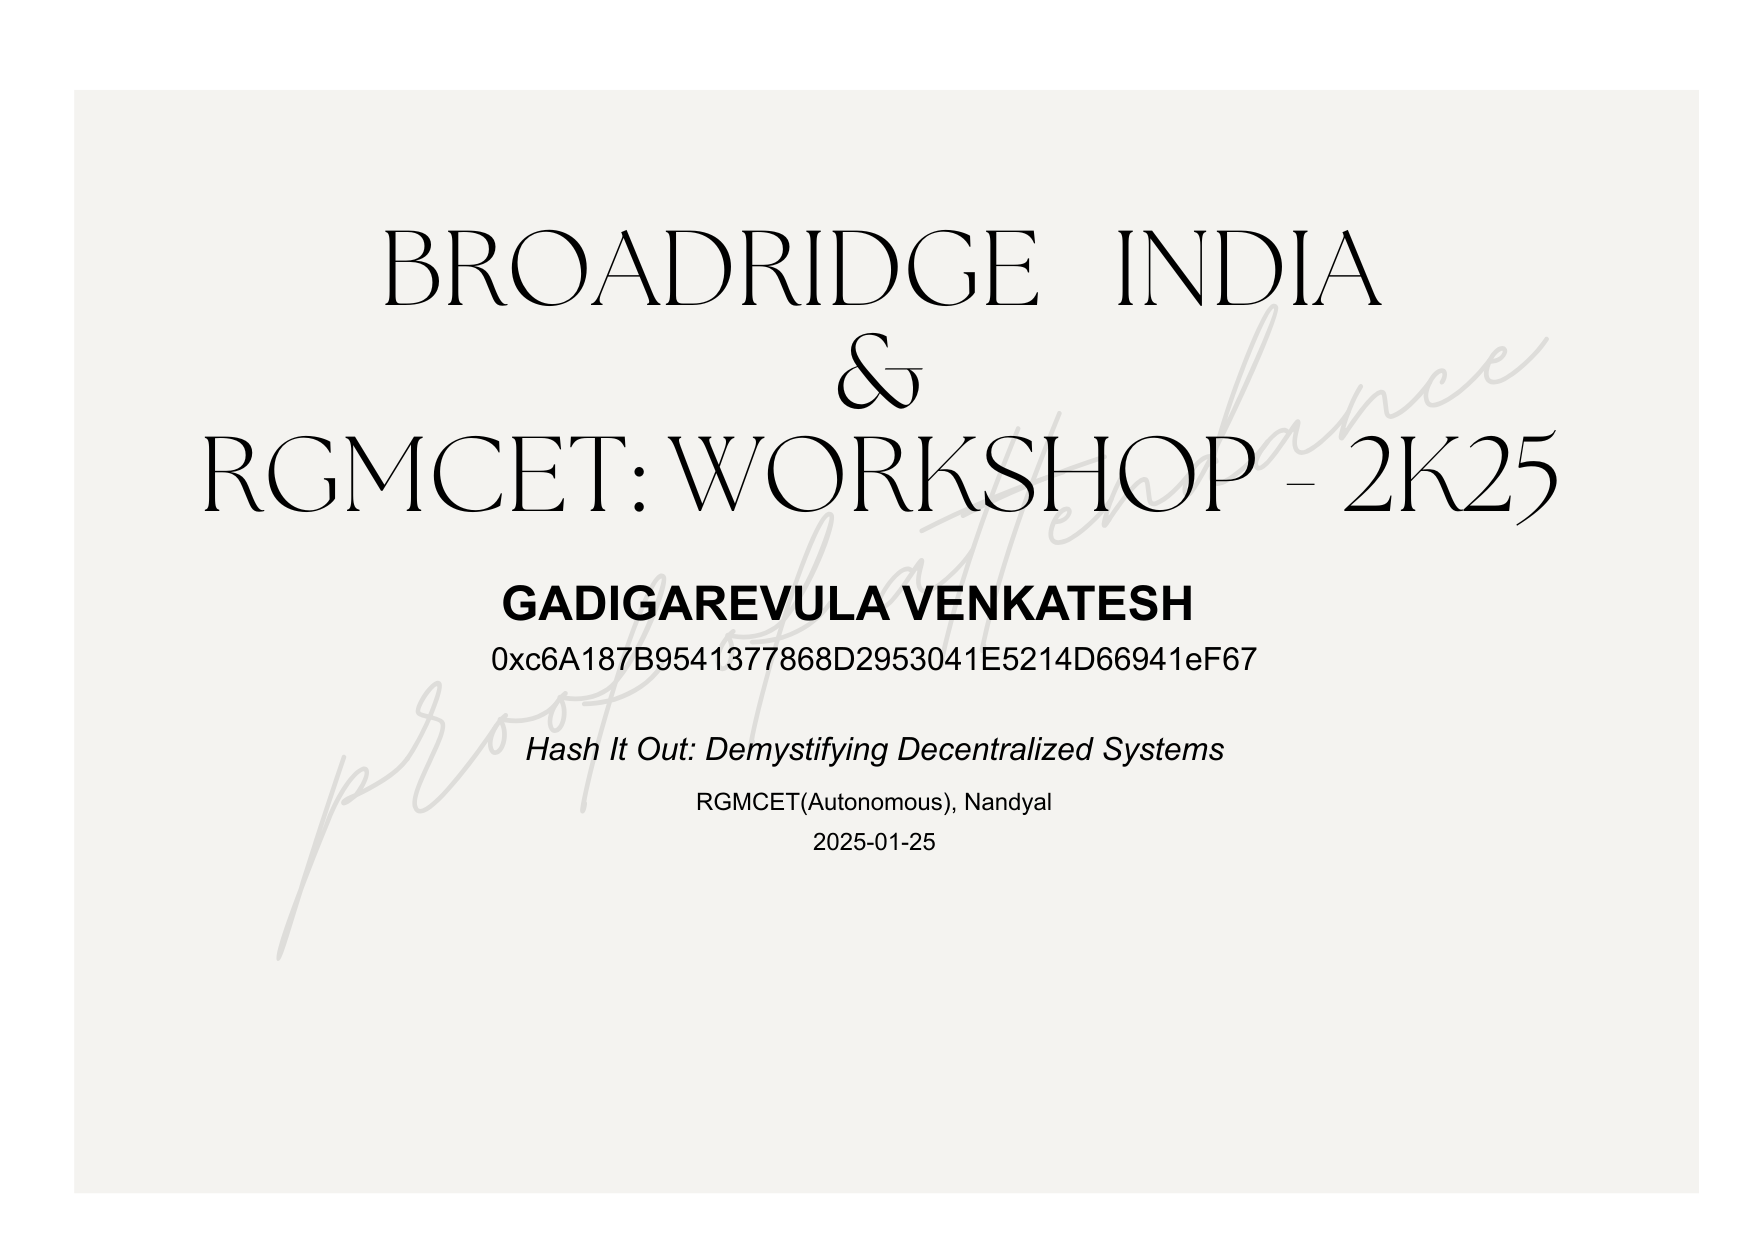 BROADRIDGE INDIA
&
RGMCET: WORKSHOP - 2K25
proof of attendance
GADIGAREVULA VENKATESH
0xc6A187B9541377868D2953041E5214D66941eF67
Hash It Out: Demystifying Decentralized Systems
RGMCET(Autonomous), Nandyal
2025-01-25